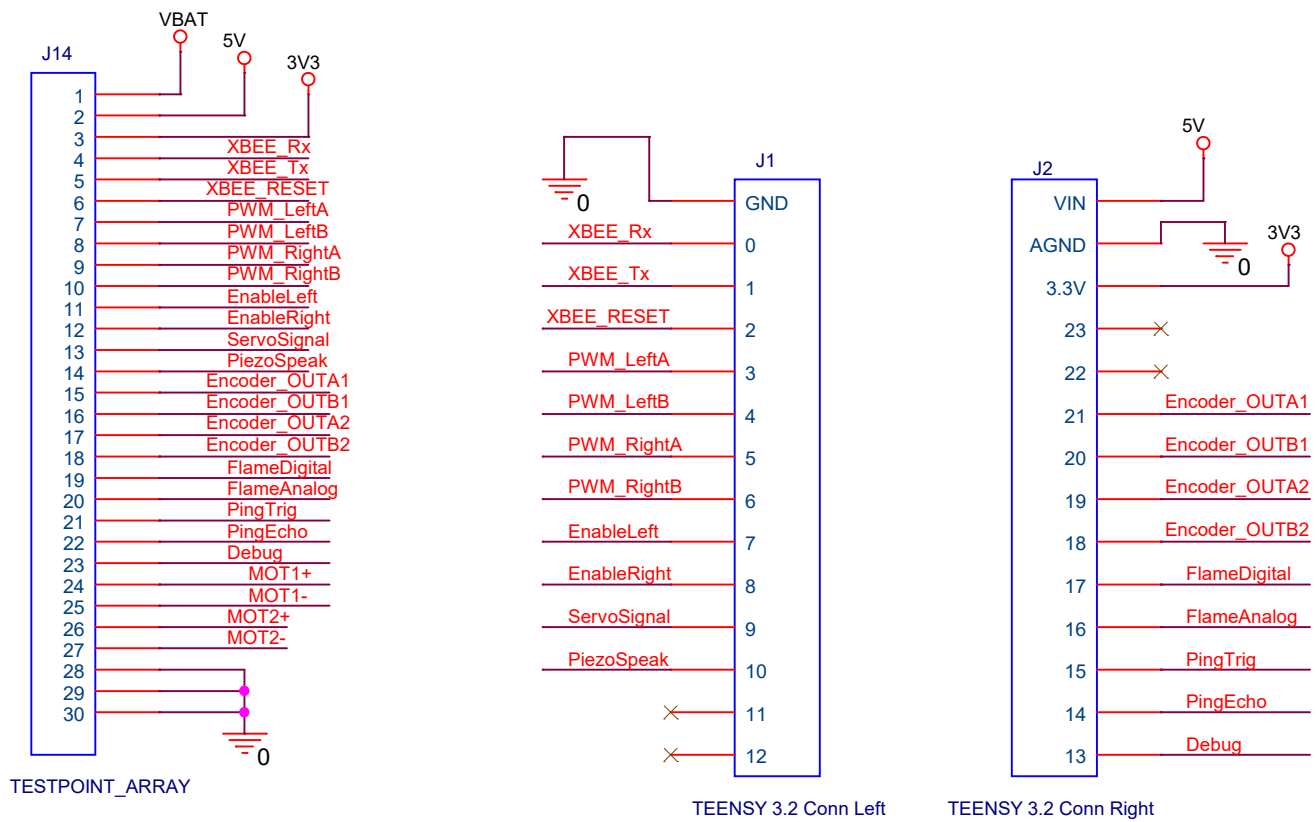 VBAT
5V
3V3
J14
1
2
3
4 XBEE_Rx
5 XBEE_Tx
6 XBEE_RESET
7 PWM_LeftA
8 PWM_LeftB
9 PWM_RightA
10 PWM_RightB
11 EnableLeft
12 EnableRight
13 ServoSignal
14 PiezoSpeak
15 Encoder_OUTA1
16 Encoder_OUTB1
17 Encoder_OUTA2
18 Encoder_OUTB2
19 FlameDigital
20 FlameAnalog
21 PingTrig
22 PingEcho
23 Debug
24 MOT1+
25 MOT1-
26 MOT2+
27 MOT2-
28
29
30
0
TESTPOINT_ARRAY
J1
0
GND
XBEE_Rx 0
XBEE_Tx 1
XBEE_RESET 2
PWM_LeftA 3
PWM_LeftB 4
PWM_RightA 5
PWM_RightB 6
EnableLeft 7
EnableRight 8
ServoSignal 9
PiezoSpeak 10
11
12
TEENSY 3.2 Conn Left
5V
J2
VIN
AGND
0
3V3
3.3V
23
22
21 Encoder_OUTA1
20 Encoder_OUTB1
19 Encoder_OUTA2
18 Encoder_OUTB2
17 FlameDigital
16 FlameAnalog
15 PingTrig
14 PingEcho
13 Debug
TEENSY 3.2 Conn Right